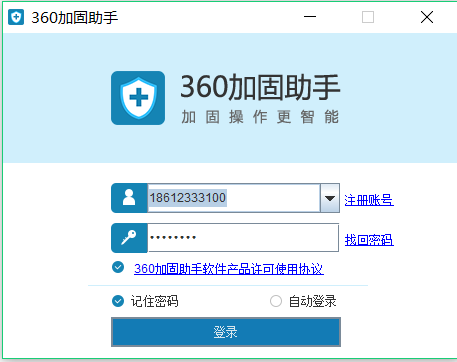 360加固助手
360加固助手
加固操作更智能
18612333100 注册账号
•••••••• 找回密码
360加固助手软件产品许可使用协议
记住密码 自动登录
登录